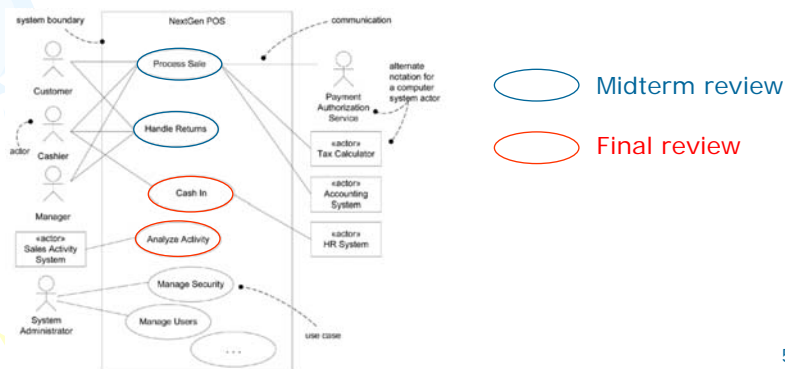 system boundary
NextGen POS
communication
Process Sale
Customer
alternate
notation for
a computer
system actor
Payment
Authorization
Service
Handle Returns
actor
Cashier
«actor»
Tax Calculator
Cash In
«actor»
Accounting
System
Manager
«actor»
Sales Activity
System
Analyze Activity
«actor»
HR System
Manage Security
System
Administrator
Manage Users
use case
. . .
Midterm review
Final review
5